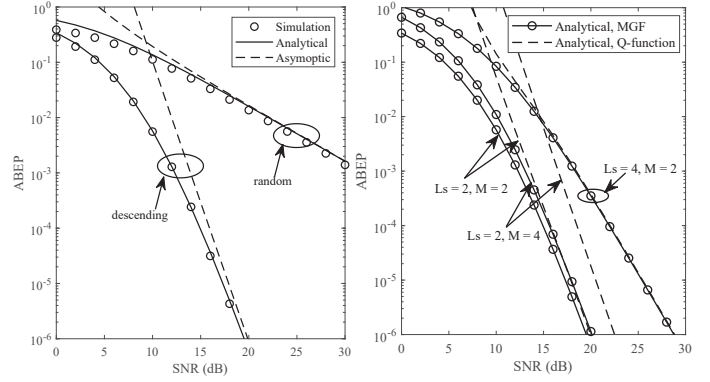 ABEP
10^0
10^-1
10^-2
10^-3
10^-4
10^-5
10^-6
Simulation
Analytical
Asymoptic
random
descending
0 5 10 15 20 25 30
SNR (dB)
ABEP
10^0
10^-1
10^-2
10^-3
10^-4
10^-5
10^-6
Analytical, MGF
Analytical, Q-function
Ls = 4, M = 2
Ls = 2, M = 2
Ls = 2, M = 4
0 5 10 15 20 25 30
SNR (dB)